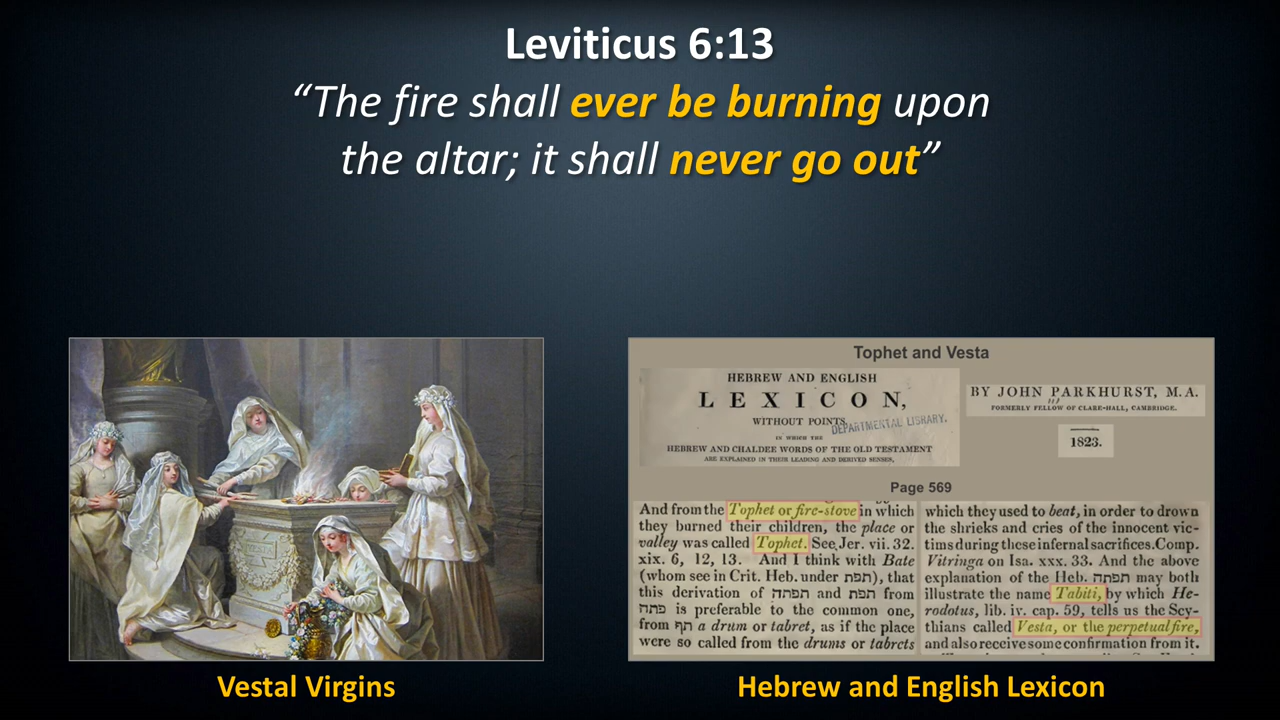 Leviticus 6:13
“The fire shall ever be burning upon
the altar; it shall never go out”
Vestal Virgins
Tophet and Vesta
HEBREW AND ENGLISH
LEXICON,
WITHOUT POINTS,
DEPARTMENTAL LIBRARY.
IN WHICH THE
HEBREW AND CHALDEE WORDS OF THE OLD TESTAMENT
ARE EXPLAINED IN THEIR LEADING AND DERIVED SENSES,
BY JOHN PARKHURST, M.A.
FORMERLY FELLOW OF CLARE-HALL, CAMBRIDGE.
1823.
Page 569
And from the Tophet or fire-stove in which
they burned their children, the place or
valley was called Tophet. See Jer. vii. 32.
xix. 6, 12, 13. And I think with Bate
(whom see in Crit. Heb. under תפת), that
this derivation of תפת and תפתה from
פתה is preferable to the common one,
from תף a drum or tabret, as if the place
were so called from the drums or tabrets
which they used to beat, in order to drown
the shrieks and cries of the innocent vic-
tims during these infernal sacrifices. Comp.
Vitringa on Isa. xxx. 33. And the above
explanation of the Heb. תפתה may both
illustrate the name Tabiti, by which He-
rodotus, lib. iv. cap. 59, tells us the Scy-
thians called Vesta, or the perpetual fire,
and also receive some confirmation from it.
Hebrew and English Lexicon